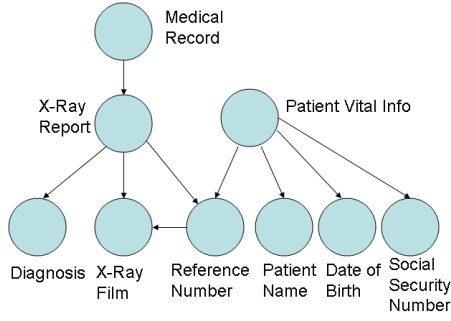 Medical
Record
X-Ray
Report
Patient Vital Info
Diagnosis
X-Ray
Film
Reference
Number
Patient
Name
Date of
Birth
Social
Security
Number